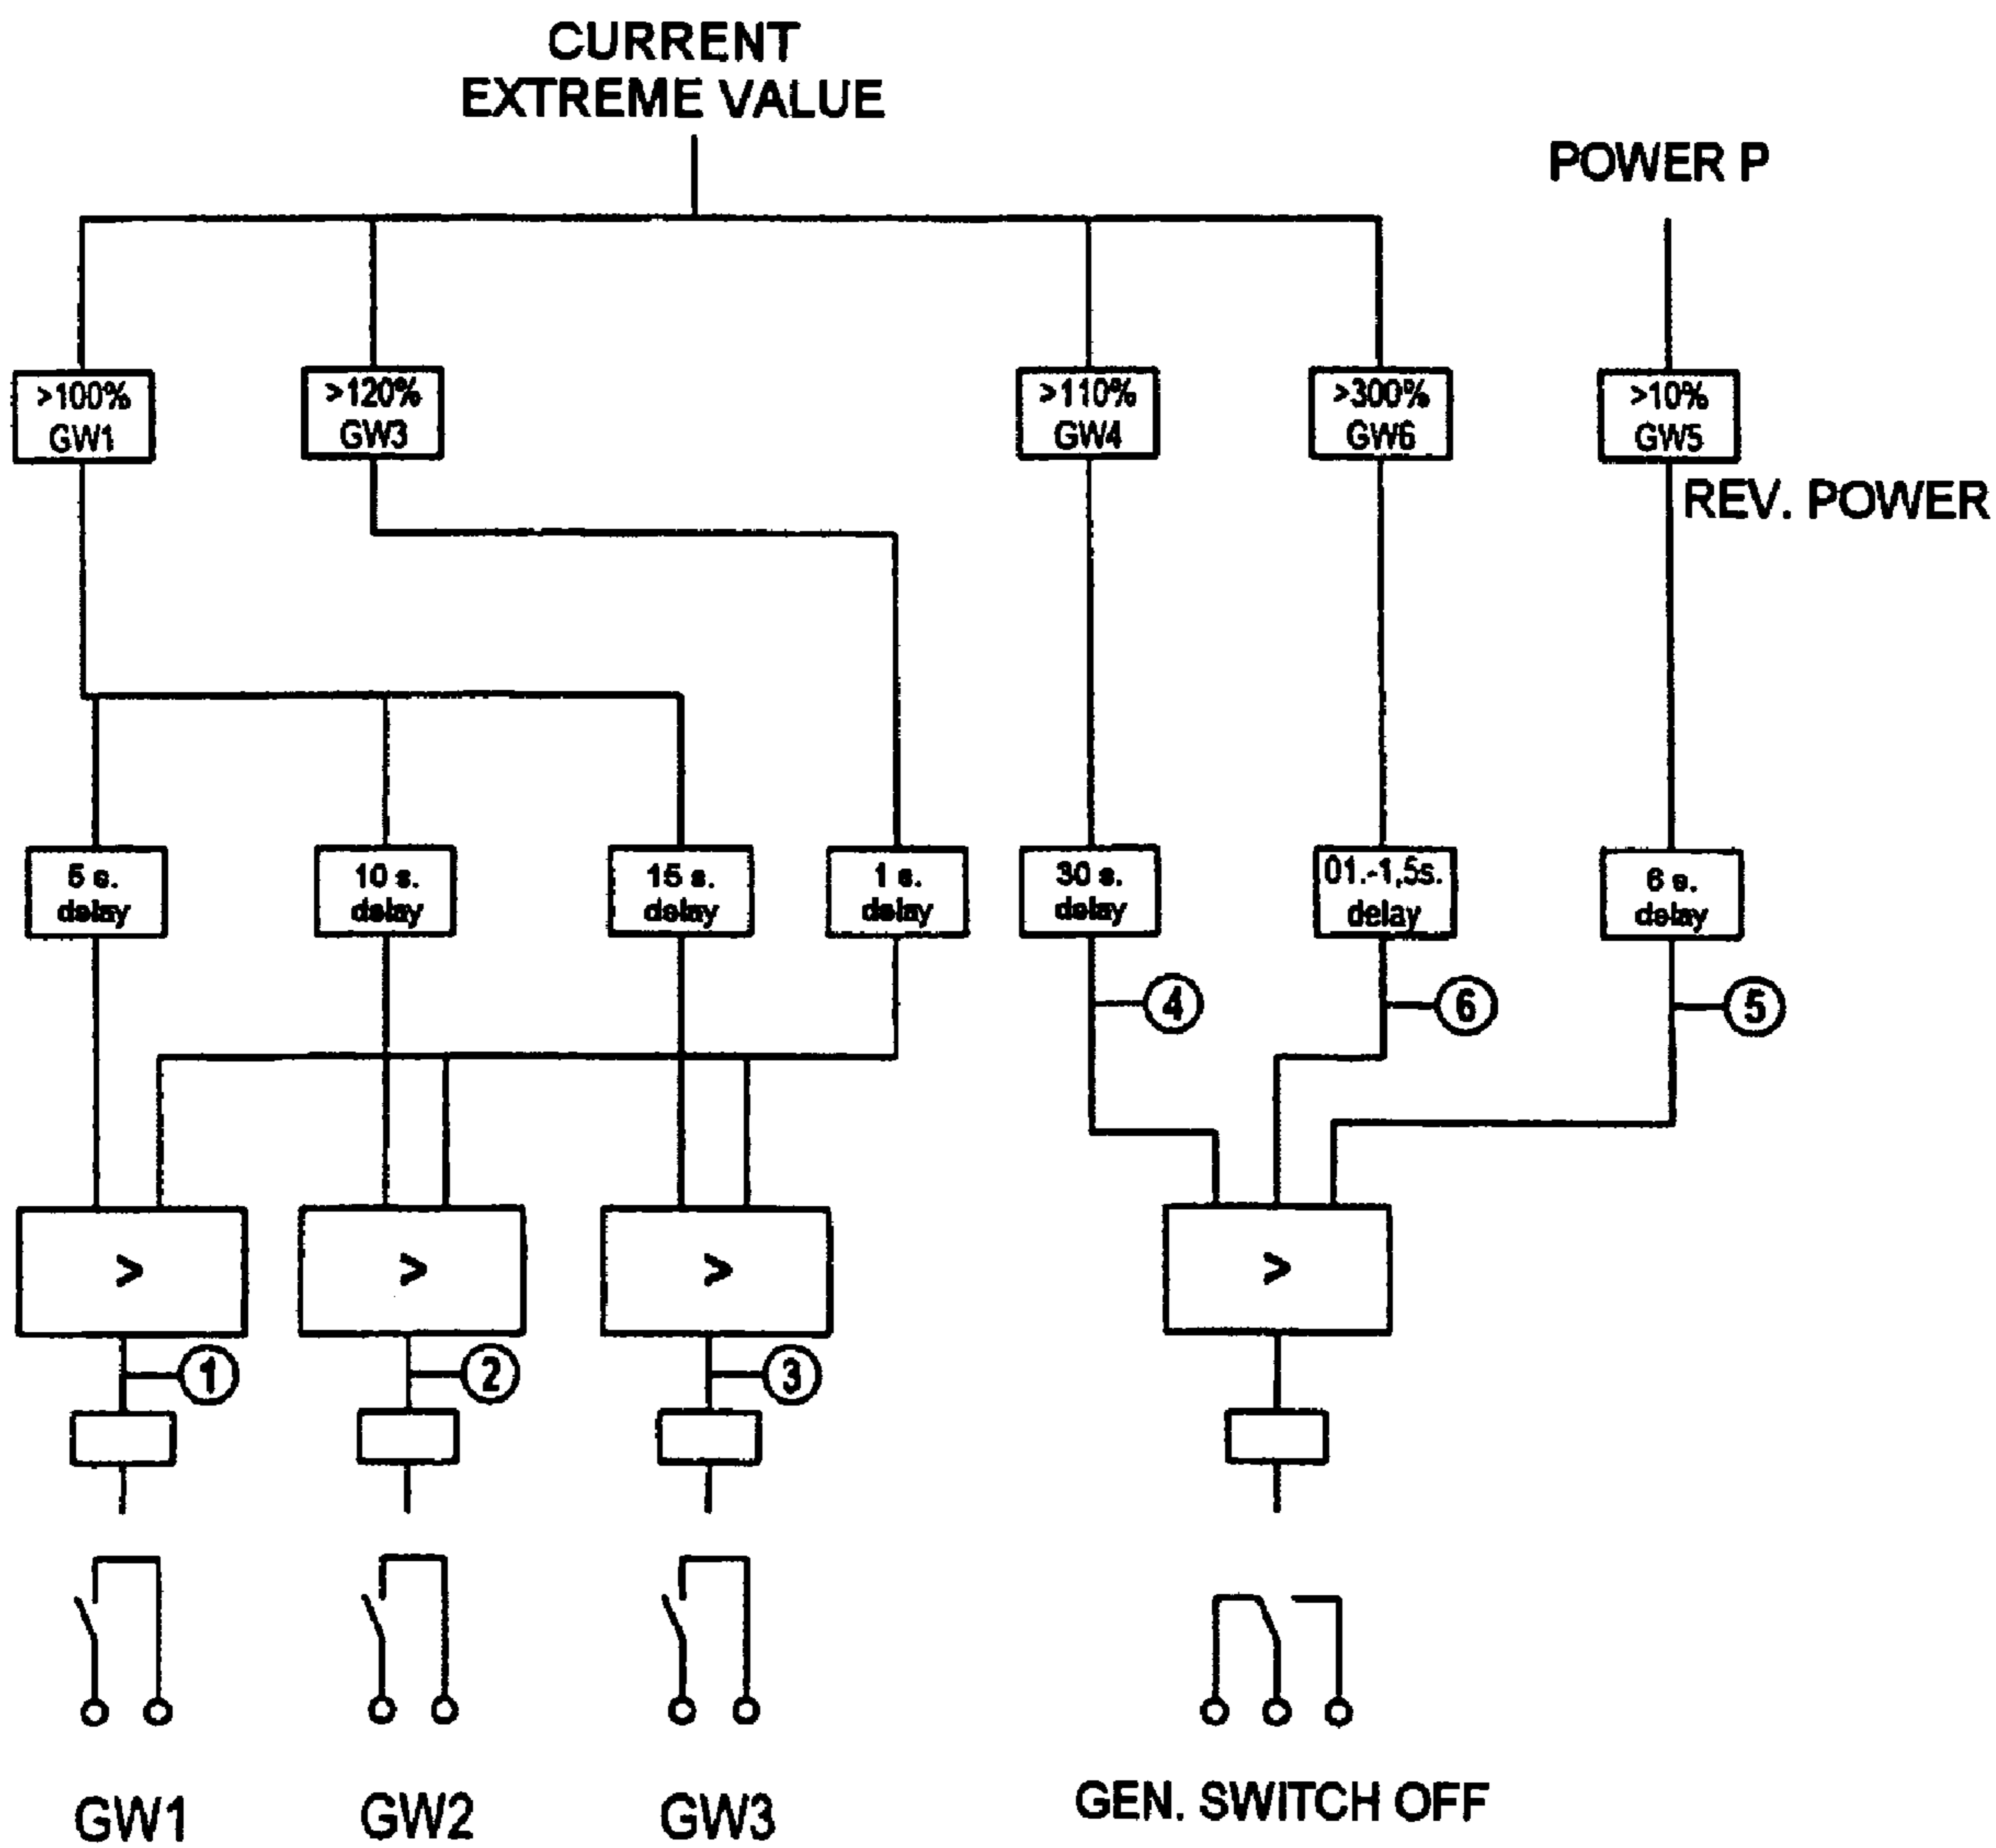 CURRENT
EXTREME VALUE
POWER P
>100%
GW1
>120%
GW3
>110%
GW4
>300%
GW6
>10%
GW5
REV. POWER
5 s.
delay
10 s.
delay
15 s.
delay
1 s.
delay
30 s.
delay
01.-1,5s.
delay
6 s.
delay
4
6
5
>
>
>
>
1
2
3
GW1
GW2
GW3
GEN. SWITCH OFF